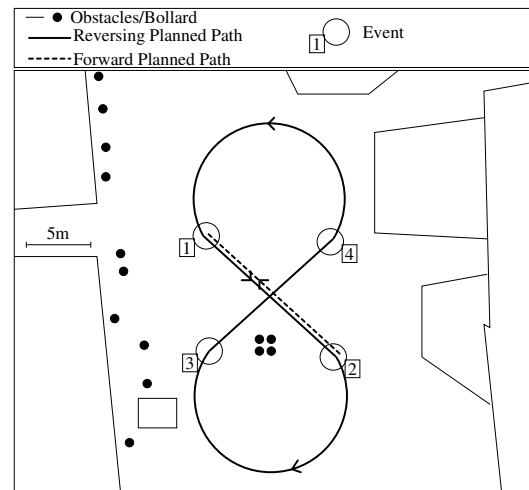 Obstacles/Bollard
Reversing Planned Path
Forward Planned Path
1
Event
5m
1
4
3
2